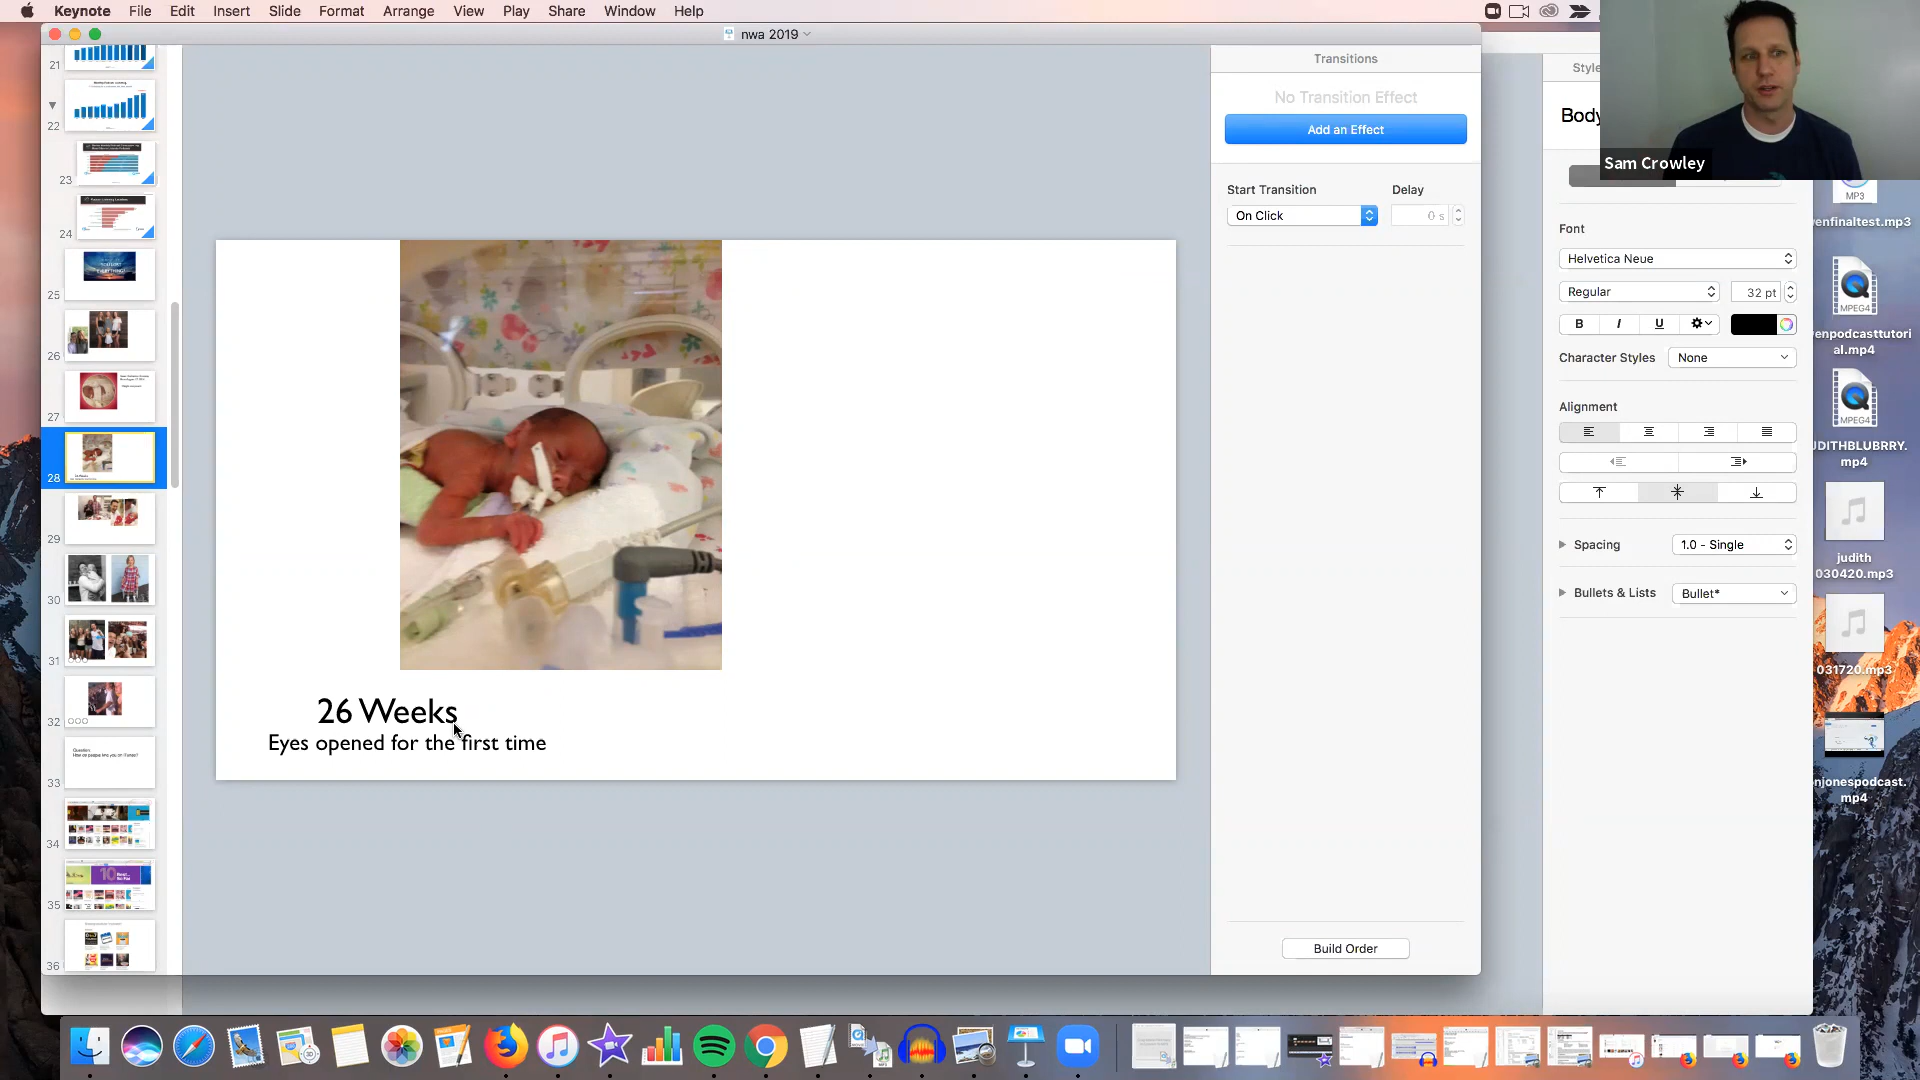 Keynote File Edit Insert Slide Format Arrange View Play Share Window Help
nwa 2019
Transitions
No Transition Effect
Add an Effect
Start Transition
Delay
On Click
0 s
Build Order
26 Weeks
Eyes opened for the first time
21
22
23
24
25
26
27
28
29
30
31
32
33
34
35
36
Sam Crowley
Style
Body
Font
Helvetica Neue
Regular
32 pt
B I U
Character Styles
None
Alignment
Spacing
1.0 - Single
Bullets & Lists
Bullet*
MP3
venfinaltest.mp3
MPEG4
venpodcasttutori
al.mp4
MPEG4
JDITHBLUBRRY.
mp4
judith
030420.mp3
031720.mp3
njonespodcast.
mp4